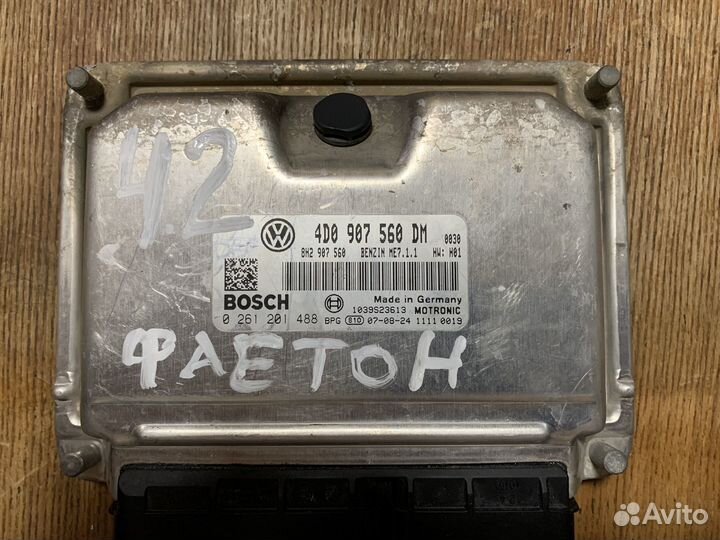 4.2
4D0 907 560 DM 0030
8H2 907 560 BENZIN ME7.1.1 HW: H01
BOSCH Made in Germany
1039S23613 MOTRONIC
0 261 201 488 BPG S10 07-08-24 1111 0019
ФАЕТОН
Avito